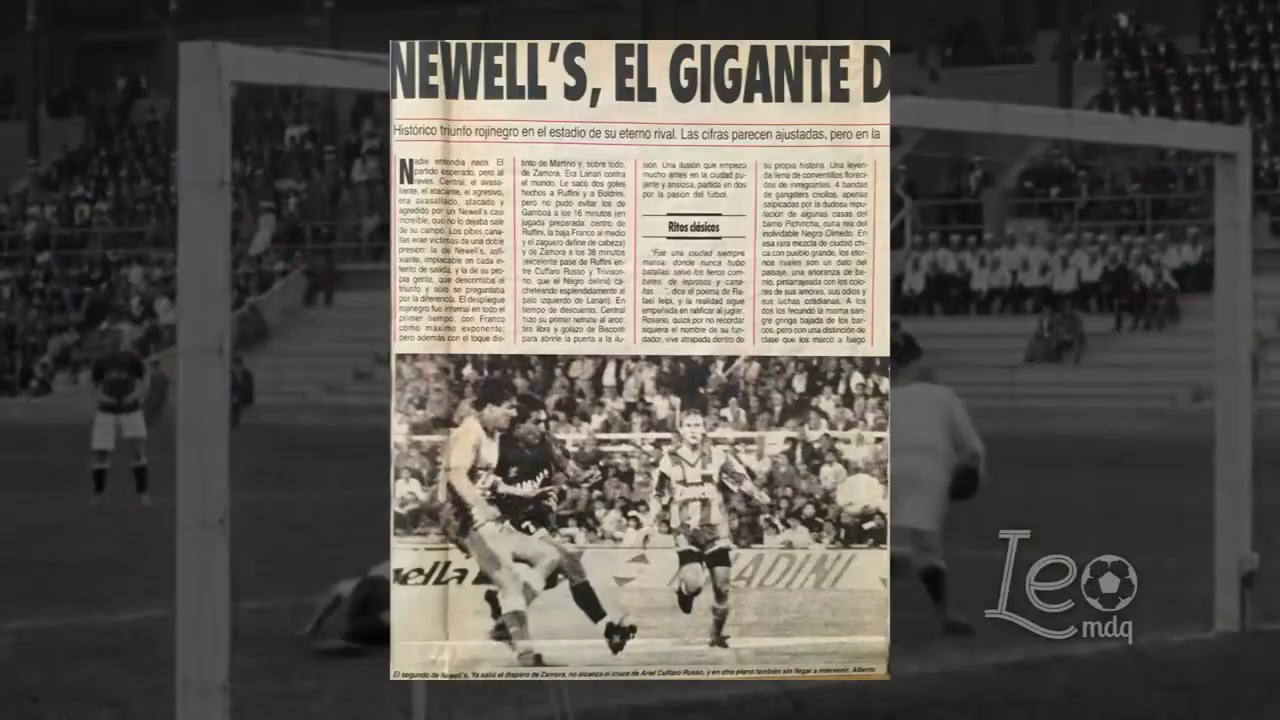 NEWELL'S, EL GIGANTE D
Histórico triunfo rojinegro en el estadio de su eterno rival. Las cifras parecen ajustadas, pero en la
Nadie entendía nada. El
partido esperado, pero al
revés. Central, el avasa-
llante, el atacante, el agresivo,
era avasallado, atacado y
agredido por un Newell's casi
increíble, que no lo dejaba salir
de su campo. Los pibes cana-
llas eran víctimas de una doble
presión: la de Newell's, asfi-
xiante, implacable en cada in-
tento de salida, y la de su pro-
pia gente, que descontaba el
triunfo y sólo se preguntaba
por la diferencia. El despliegue
rojinegro fue infernal en todo el
primer tiempo, con Franco
como máximo exponente,
pero además con el toque dis-
tinto de Martino y, sobre todo,
de Zamora. Era Lanari contra
el mundo. Le sacó dos goles
hechos a Ruffini y a Boldrini,
pero no pudo evitar los de
Gamboa a los 16 minutos (en
jugada preparada: centro de
Ruffini, la baja Franco al medio
y el zaguero define de cabeza)
y de Zamora a los 38 minutos
(excelente pase de Ruffini en-
tre Cuffaro Russo y Trivison-
no, que el Negro definió ca-
cheteando espléndidamente al
palo izquierdo de Lanari). En
tiempo de descuento, Central
hizo su primer remate al arco:
tiro libre y golazo de Bisconti
para abrirle la puerta a la ilu-
sión. Una ilusión que empezó
mucho antes en la ciudad pu-
jante y ansiosa, partida en dos
por la pasión del fútbol.
Ritos clásicos
"Fue una ciudad siempre
mansa: donde nunca hubo
batallas: salvo los fieros com-
bates de leprosos y cana-
llas...", dice el poema de Ra-
fael Ielpi, y la realidad sigue
empeñada en ratificar al juglar.
Rosario, quizá por no recordar
siquiera el nombre de su fun-
dador, vive atrapada dentro de
su propia historia. Una leyen-
da llena de conventillos floreci-
dos de inmigrantes. 4 bandas
de gangsters criollos, apenas
salpicadas por la dudosa repu-
tación de algunas casas del
barrio Pichincha, cuna rea del
inolvidable Negro Olmedo. En
esa rara mezcla de ciudad chi-
ca con pueblo grande, los eter-
nos rivales son un dato del
paisaje, una añoranza de ba-
rrio, pintarrajeada con los colo-
res de sus amores, sus odios y
sus luchas cotidianas. A los
dos los fecundó la misma san-
gre gringa bajada de los bar-
cos, pero con una distinción de
clase que los marcó a fuego
ella
ADINI
El segundo de Newell's. Ya salió el disparo de Zamora, no alcanza el cruce de Ariel Cuffaro Russo, y en otro plano también sin llegar a intervenir, Alberto
Leo
mdq